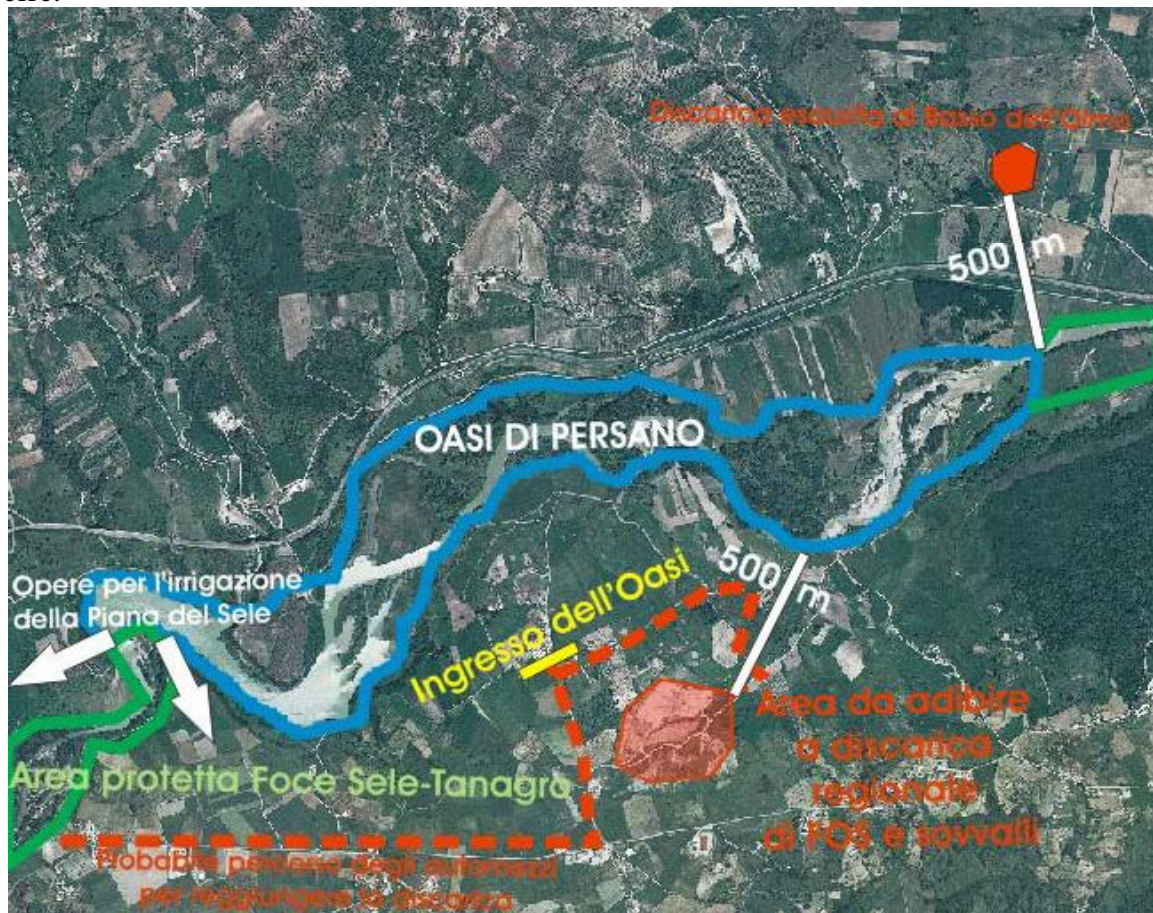 Discarica esaurita di Basso dell'Olmo
500 m
OASI DI PERSANO
500 m
Ingresso dell'Oasi
Opere per l'irrigazione
della Piana del Sele
Area da adibire
a discarica
regionale
di FOS e sovvalli
Area protetta Foce Sele-Tanagro
Probabile percorso degli automezzi
per raggiungere la discarica